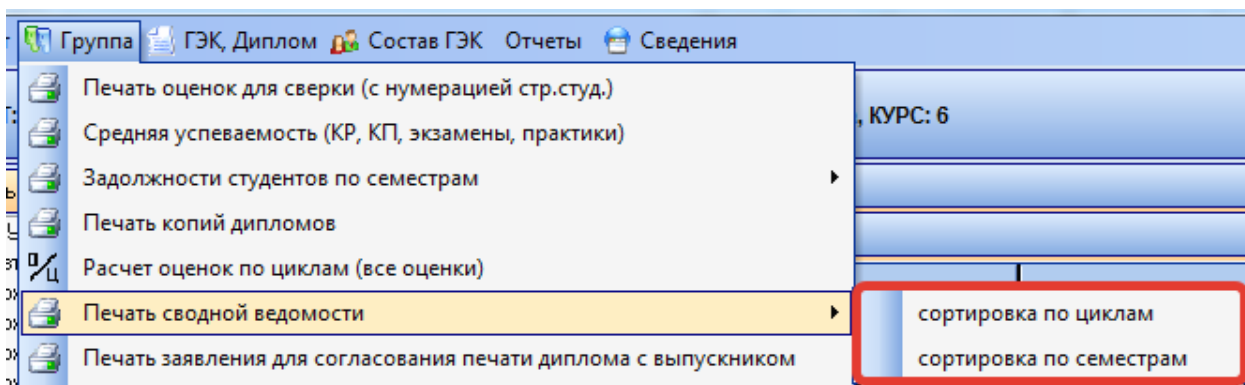 Группа ГЭК, Диплом Состав ГЭК Отчеты Сведения
Печать оценок для сверки (с нумерацией стр.студ.)
, КУРС: 6
Средняя успеваемость (КР, КП, экзамены, практики)
Задолжности студентов по семестрам
Печать копий дипломов
Расчет оценок по циклам (все оценки)
Печать сводной ведомости
сортировка по циклам
Печать заявления для согласования печати диплома с выпускником
сортировка по семестрам